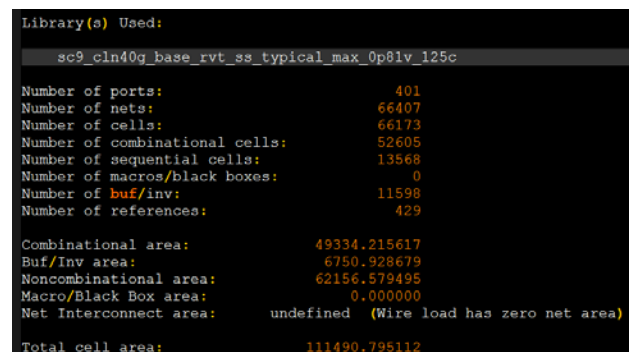 Library(s) Used:
sc9_cln40g_base_rvt_ss_typical_max_0p81v_125c
Number of ports: 401
Number of nets: 66407
Number of cells: 66173
Number of combinational cells: 52605
Number of sequential cells: 13568
Number of macros/black boxes: 0
Number of buf/inv: 11598
Number of references: 429
Combinational area: 49334.215617
Buf/Inv area: 6750.928679
Noncombinational area: 62156.579495
Macro/Black Box area: 0.000000
Net Interconnect area: undefined (Wire load has zero net area)
Total cell area: 111490.795112